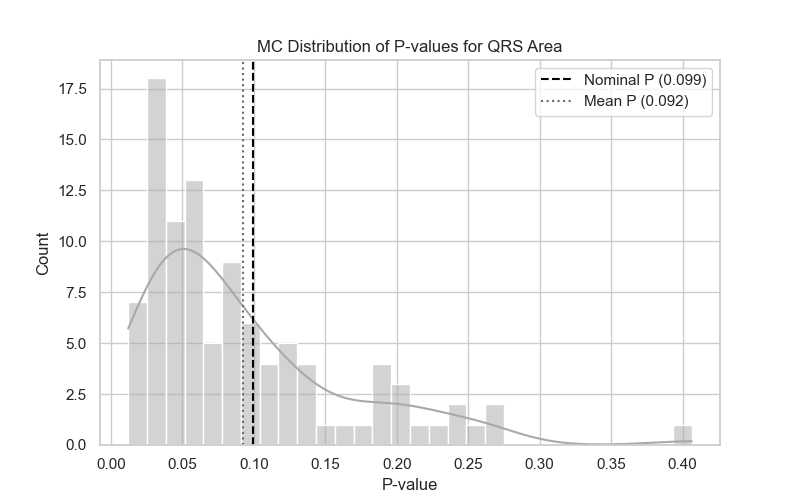 MC Distribution of P-values for QRS Area
Nominal P (0.099)
Mean P (0.092)
Count
17.5
15.0
12.5
10.0
7.5
5.0
2.5
0.0
0.00 0.05 0.10 0.15 0.20 0.25 0.30 0.35 0.40
P-value